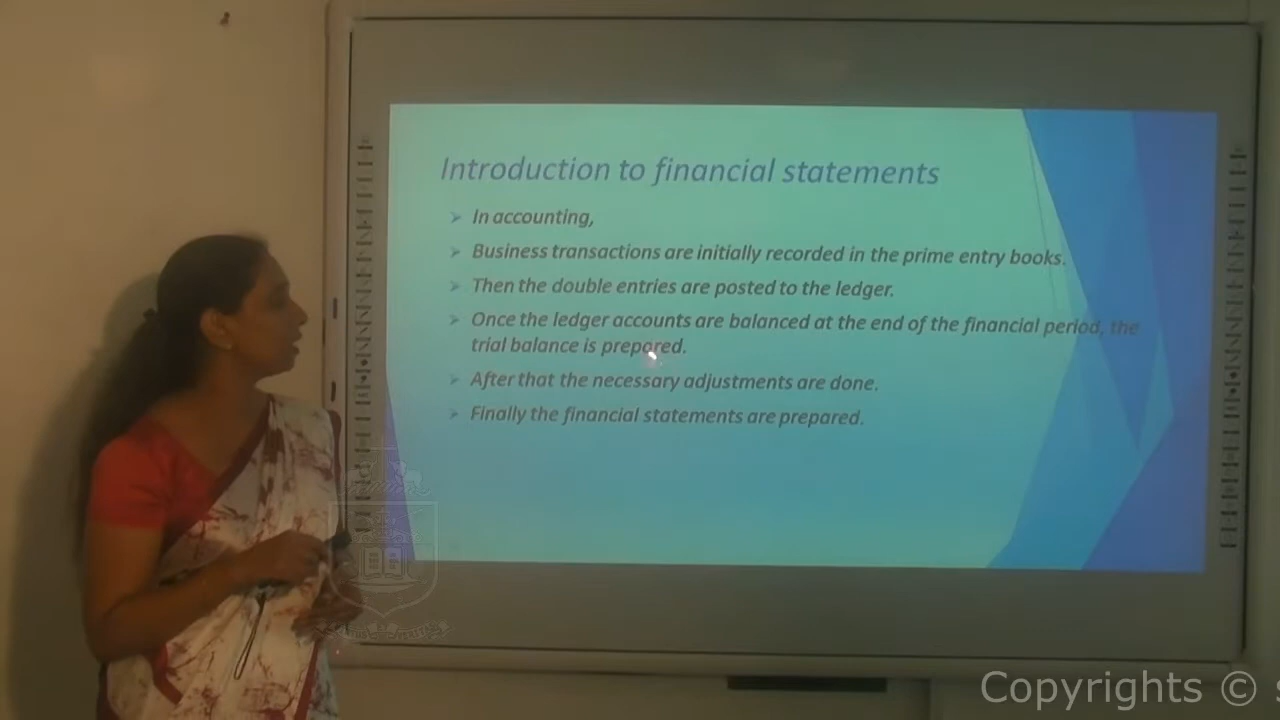 Introduction to financial statements
In accounting,
Business transactions are initially recorded in the prime entry books.
Then the double entries are posted to the ledger.
Once the ledger accounts are balanced at the end of the financial period, the
trial balance is prepared.
After that the necessary adjustments are done.
Finally the financial statements are prepared.
Copyrights © s